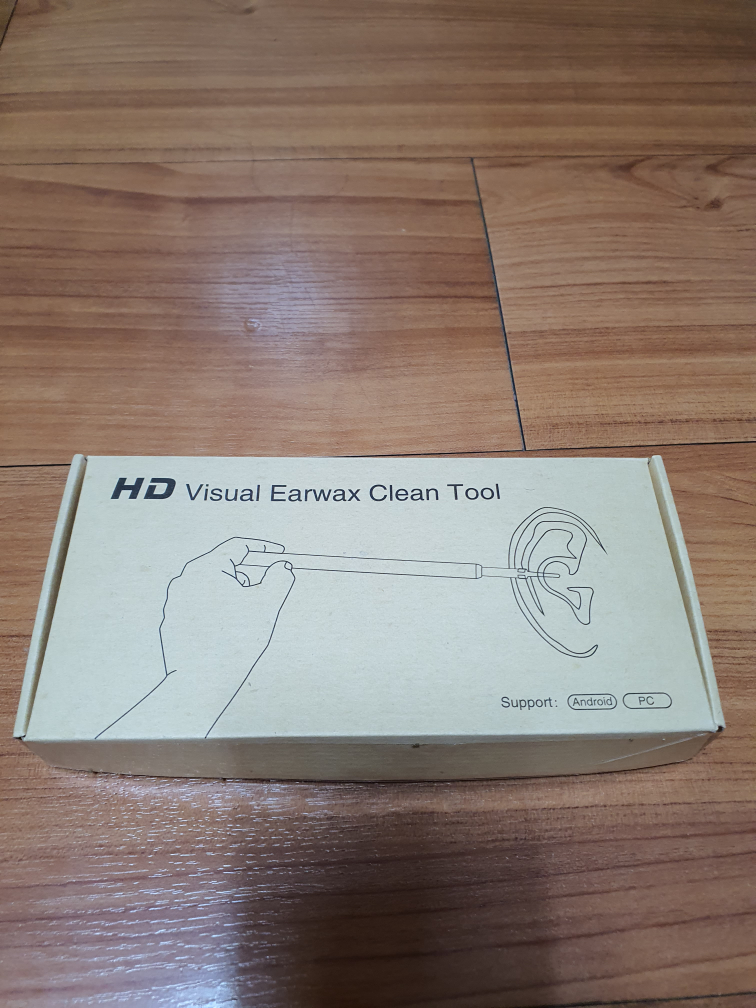 HD Visual Earwax Clean Tool
Support: Android PC